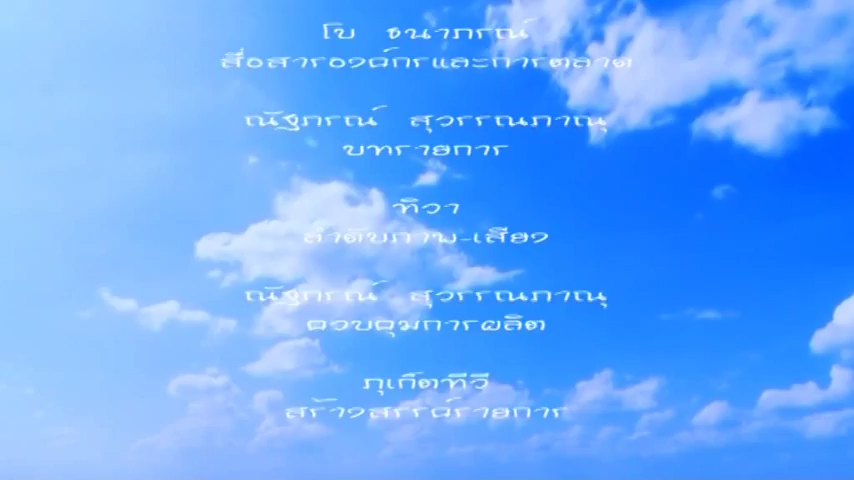 โบ ธนาภรณ์
สื่อสารองค์กรและการตลาด
ณัฐภรณ์ สุวรรณภาณุ
บทรายการ
ทิวา
ลำดับภาพ-เสียง
ณัฐภรณ์ สุวรรณภาณุ
ควบคุมการผลิต
ภูเก็ตทีวี
สร้างสรรค์รายการ